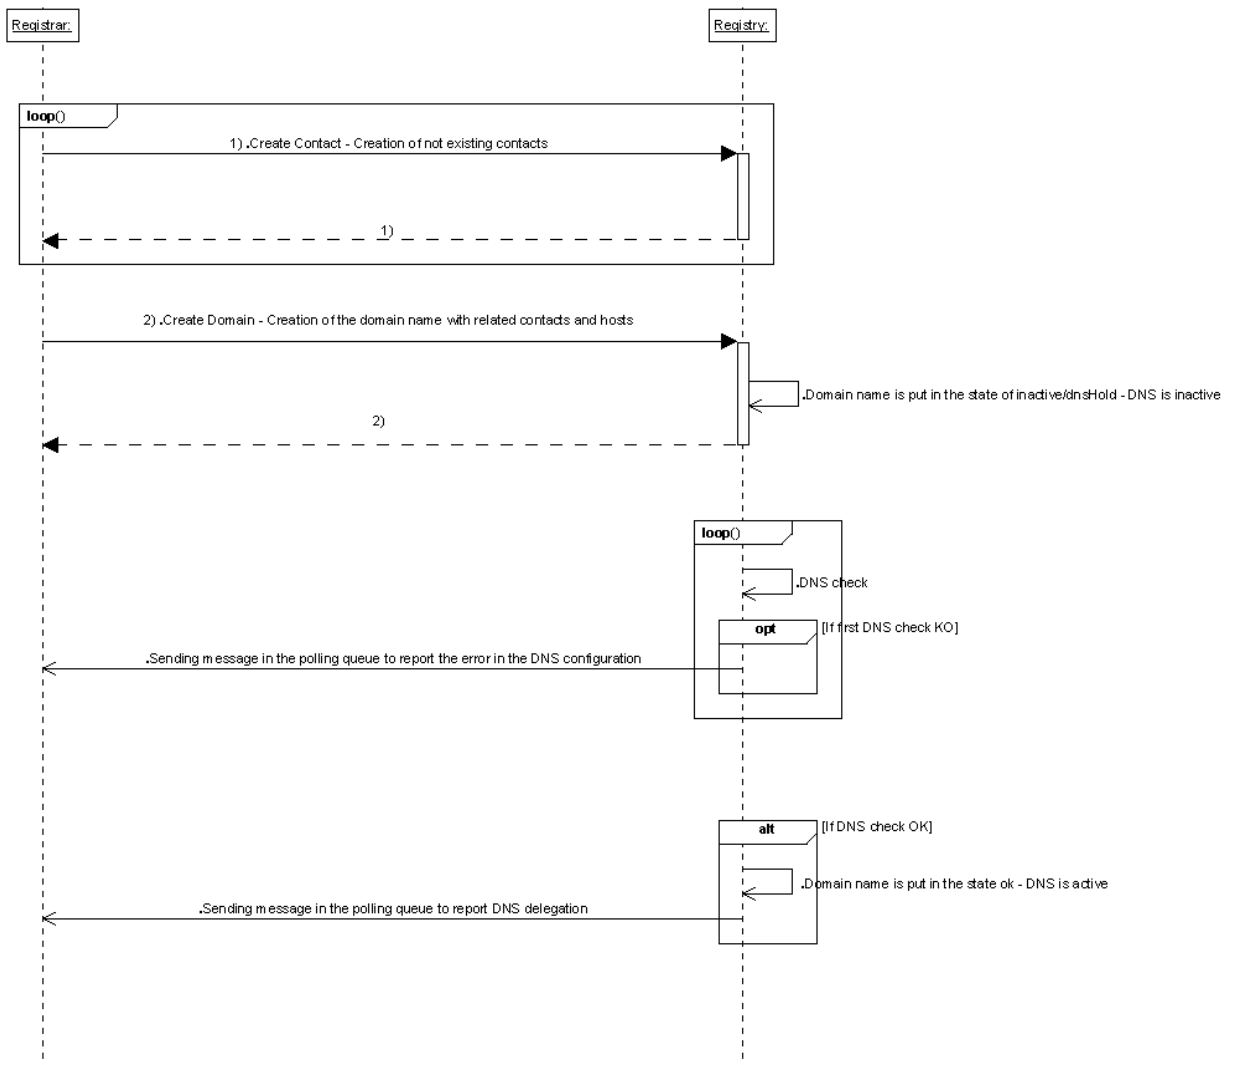 Registrar:
Registry:
loop()
1) .Create Contact - Creation of not existing contacts
1)
2) .Create Domain - Creation of the domain name with related contacts and hosts
.Domain name is put in the state of inactive/dnsHold - DNS is inactive
2)
loop()
.DNS check
opt
[If first DNS check KO]
.Sending message in the polling queue to report the error in the DNS configuration
alt
[If DNS check OK]
.Domain name is put in the state ok - DNS is active
.Sending message in the polling queue to report DNS delegation